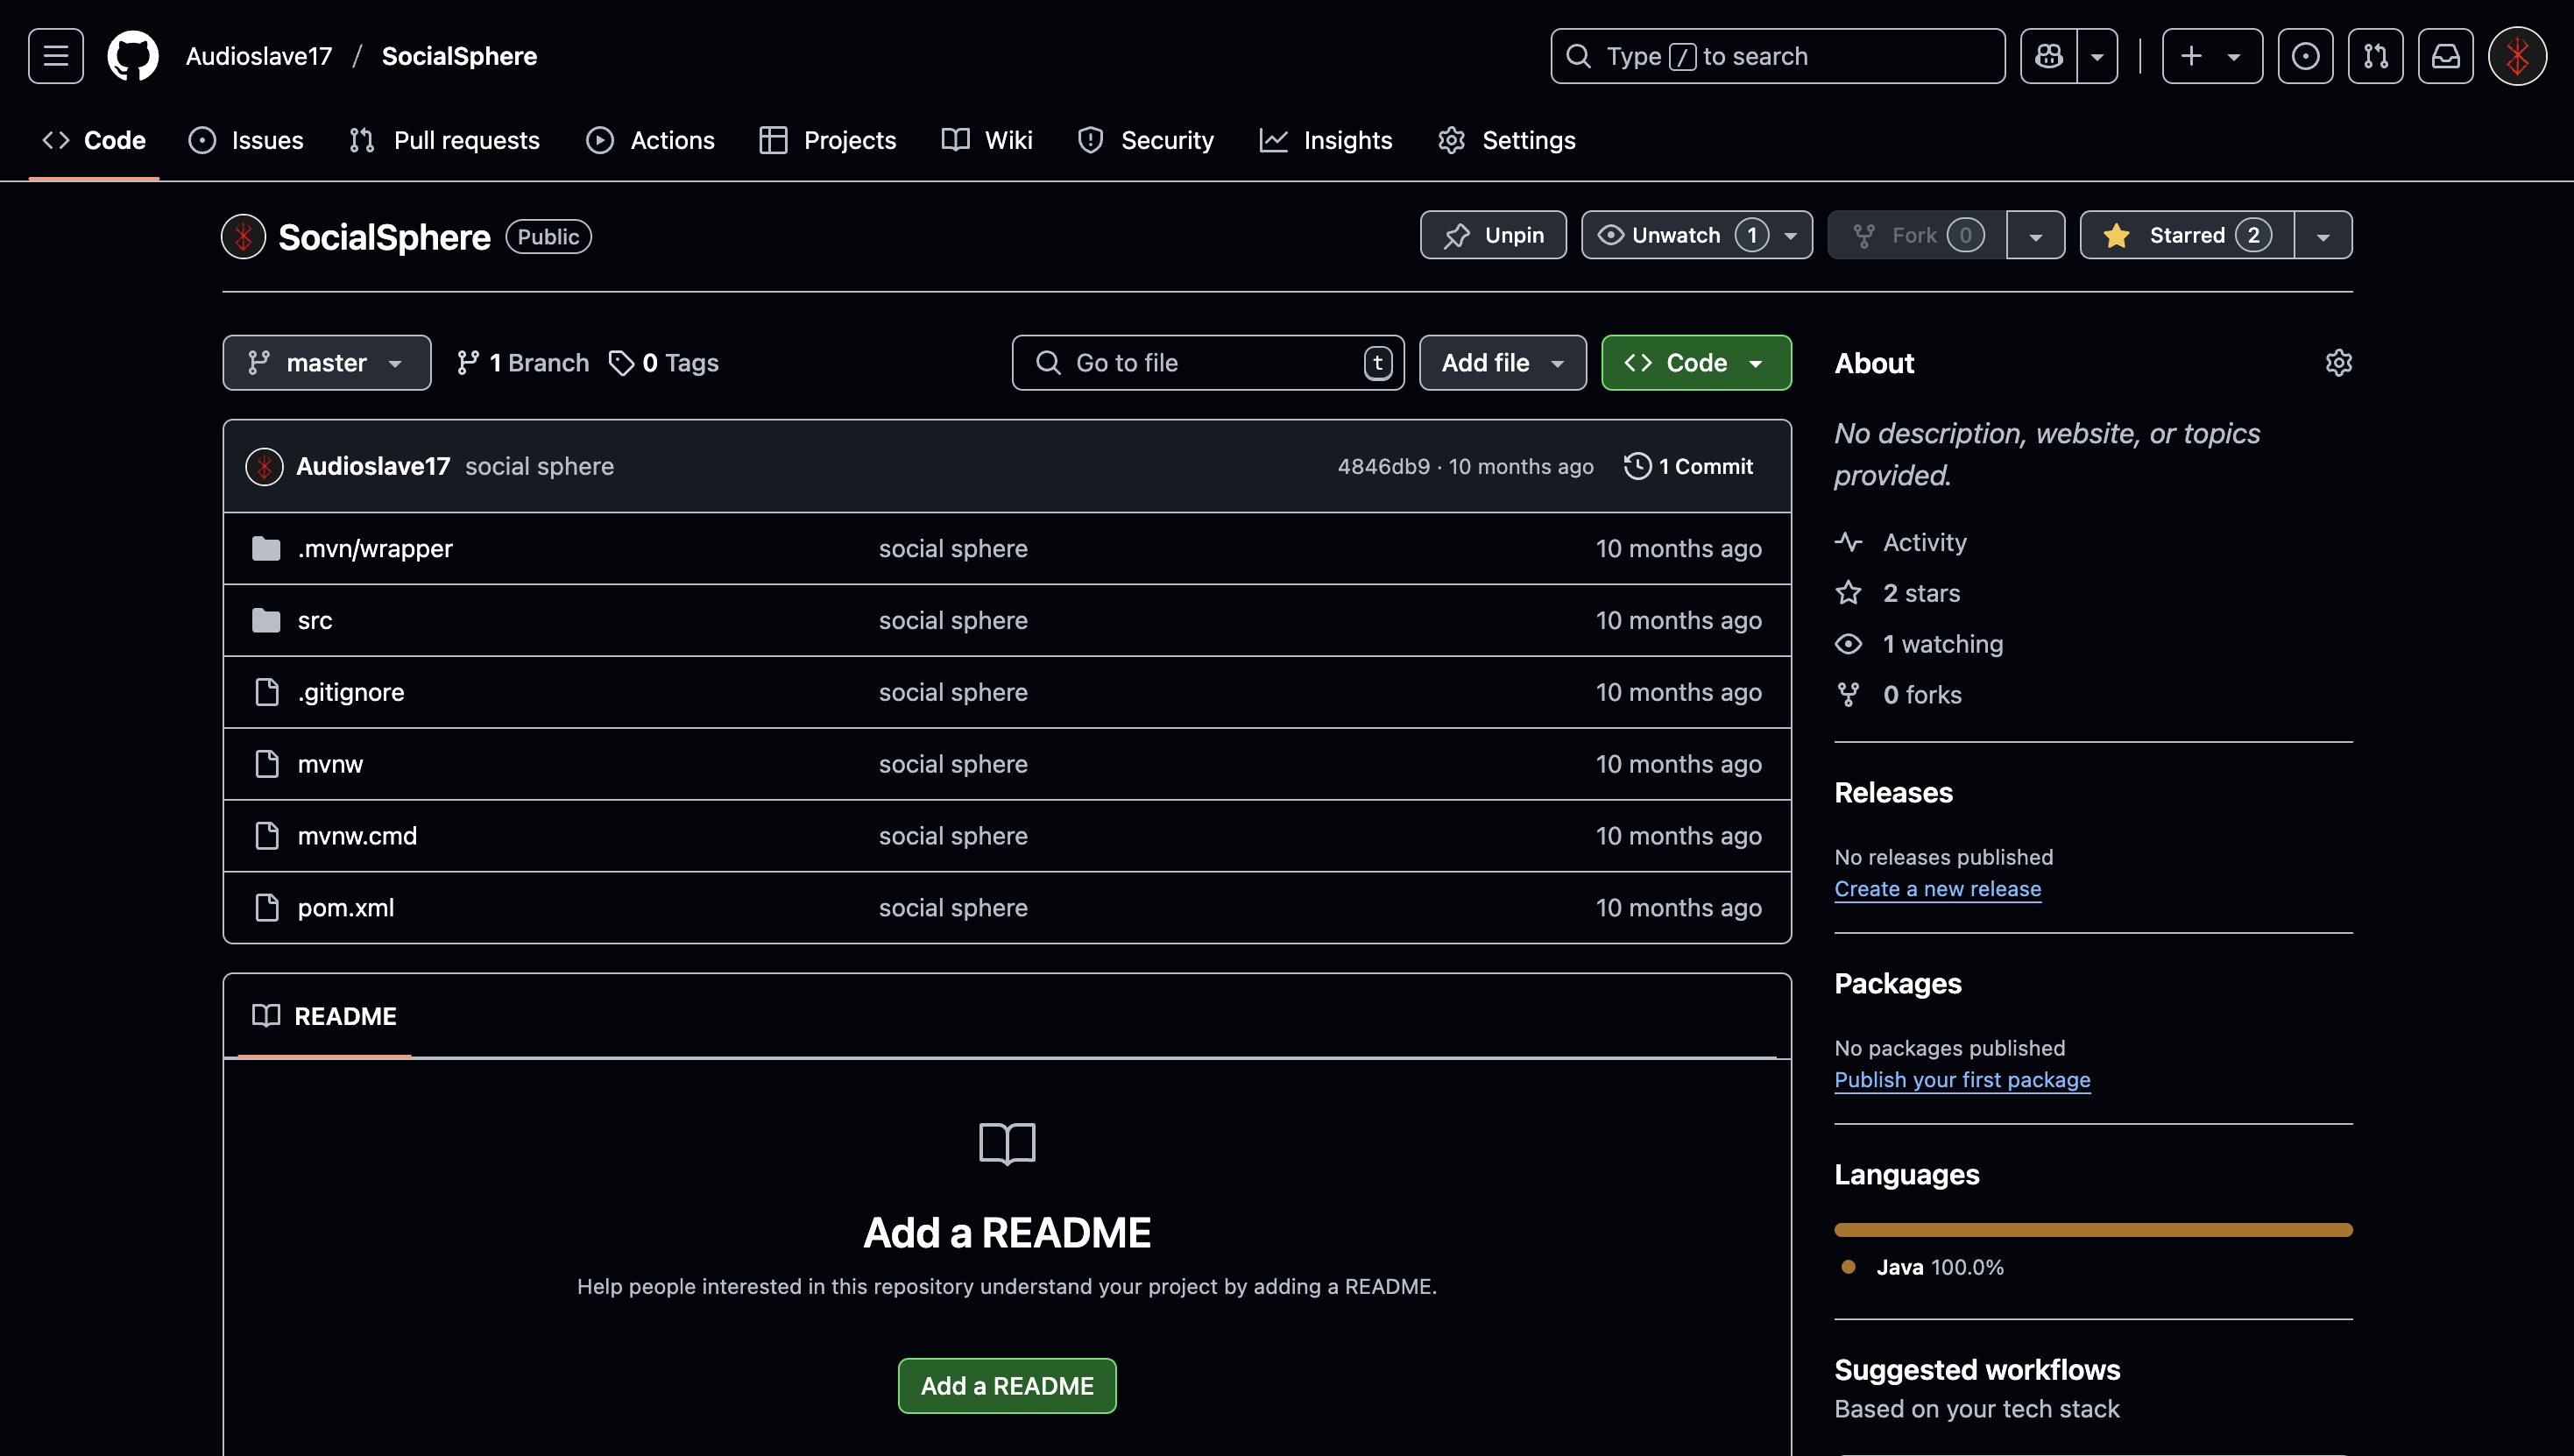 Audioslave17 / SocialSphere
Type / to search
Code Issues Pull requests Actions Projects Wiki Security Insights Settings
SocialSphere Public
Unpin Unwatch 1 Fork 0 Starred 2
master 1 Branch 0 Tags
Go to file t Add file Code
Audioslave17 social sphere 4846db9 · 10 months ago 1 Commit
.mvn/wrapper social sphere 10 months ago
src social sphere 10 months ago
.gitignore social sphere 10 months ago
mvnw social sphere 10 months ago
mvnw.cmd social sphere 10 months ago
pom.xml social sphere 10 months ago
README
Add a README
Help people interested in this repository understand your project by adding a README.
Add a README
About
No description, website, or topics
provided.
Activity
2 stars
1 watching
0 forks
Releases
No releases published
Create a new release
Packages
No packages published
Publish your first package
Languages
Java 100.0%
Suggested workflows
Based on your tech stack